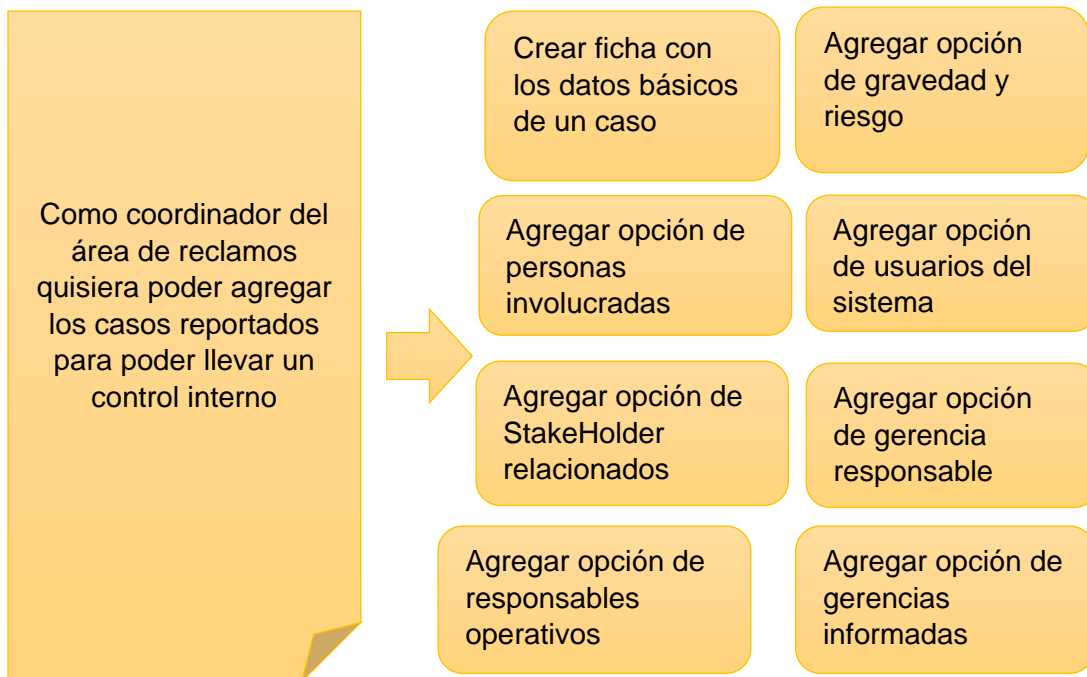 Como coordinador del
área de reclamos
quisiera poder agregar
los casos reportados
para poder llevar un
control interno
Crear ficha con
los datos básicos
de un caso
Agregar opción
de gravedad y
riesgo
Agregar opción de
personas
involucradas
Agregar opción
de usuarios del
sistema
Agregar opción de
StakeHolder
relacionados
Agregar opción
de gerencia
responsable
Agregar opción de
responsables
operativos
Agregar opción de
gerencias
informadas